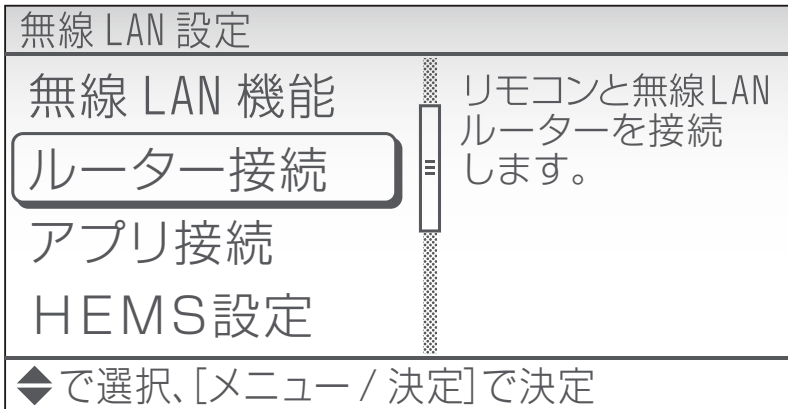 無線 LAN 設定
無線 LAN 機能
ルーター接続
アプリ接続
HEMS設定
リモコンと無線LAN
ルーターを接続
します。
◆で選択、[メニュー / 決定]で決定